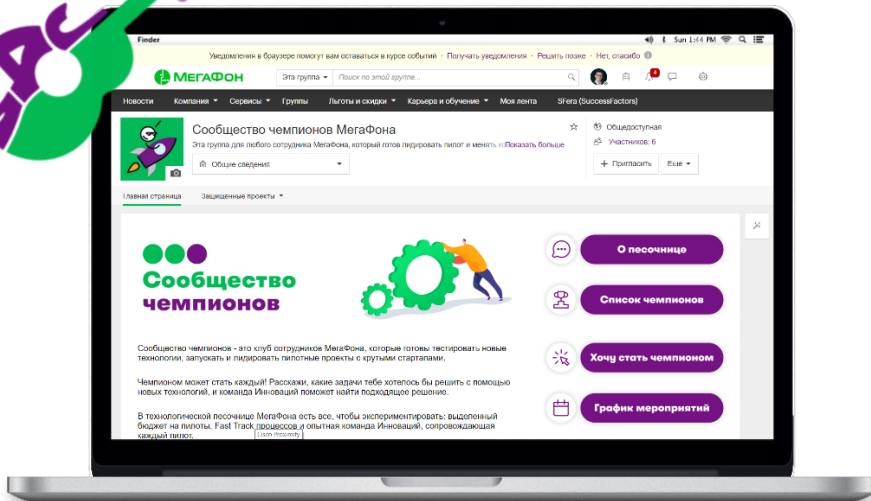 Finder
Sun 1:44 PM
Уведомления в браузере помогут вам оставаться в курсе событий · Получать уведомления · Решить позже · Нет, спасибо
МЕГАФОН
Эта группа
Поиск по этой группе...
4
Новости Компания Сервисы Группы Льготы и скидки Карьера и обучение Моя лента SFera (SuccessFactors)
Сообщество чемпионов МегаФона
Эта группа для любого сотрудника МегаФона, который готов лидировать пилот и менять Показать больше
Общие сведения
Общедоступная
Участников: 6
+ Пригласить Еще
Главная страница Защищенные проекты
Сообщество
чемпионов
О песочнице
Список чемпионов
Хочу стать чемпионом
График мероприятий
Сообщество чемпионов - это клуб сотрудников МегаФона, которые готовы тестировать новые
технологии, запускать и лидировать пилотные проекты с крутыми стартапами.
Чемпионом может стать каждый! Расскажи, какие задачи тебе хотелось бы решить с помощью
новых технологий, и команда Инноваций поможет найти подходящее решение.
В технологической песочнице МегаФона есть все, чтобы экспериментировать: выделенный
бюджет на пилоты, Fast Track процессов и опытная команда Инноваций, сопровождающая
каждый пилот.
Cisco Proximity